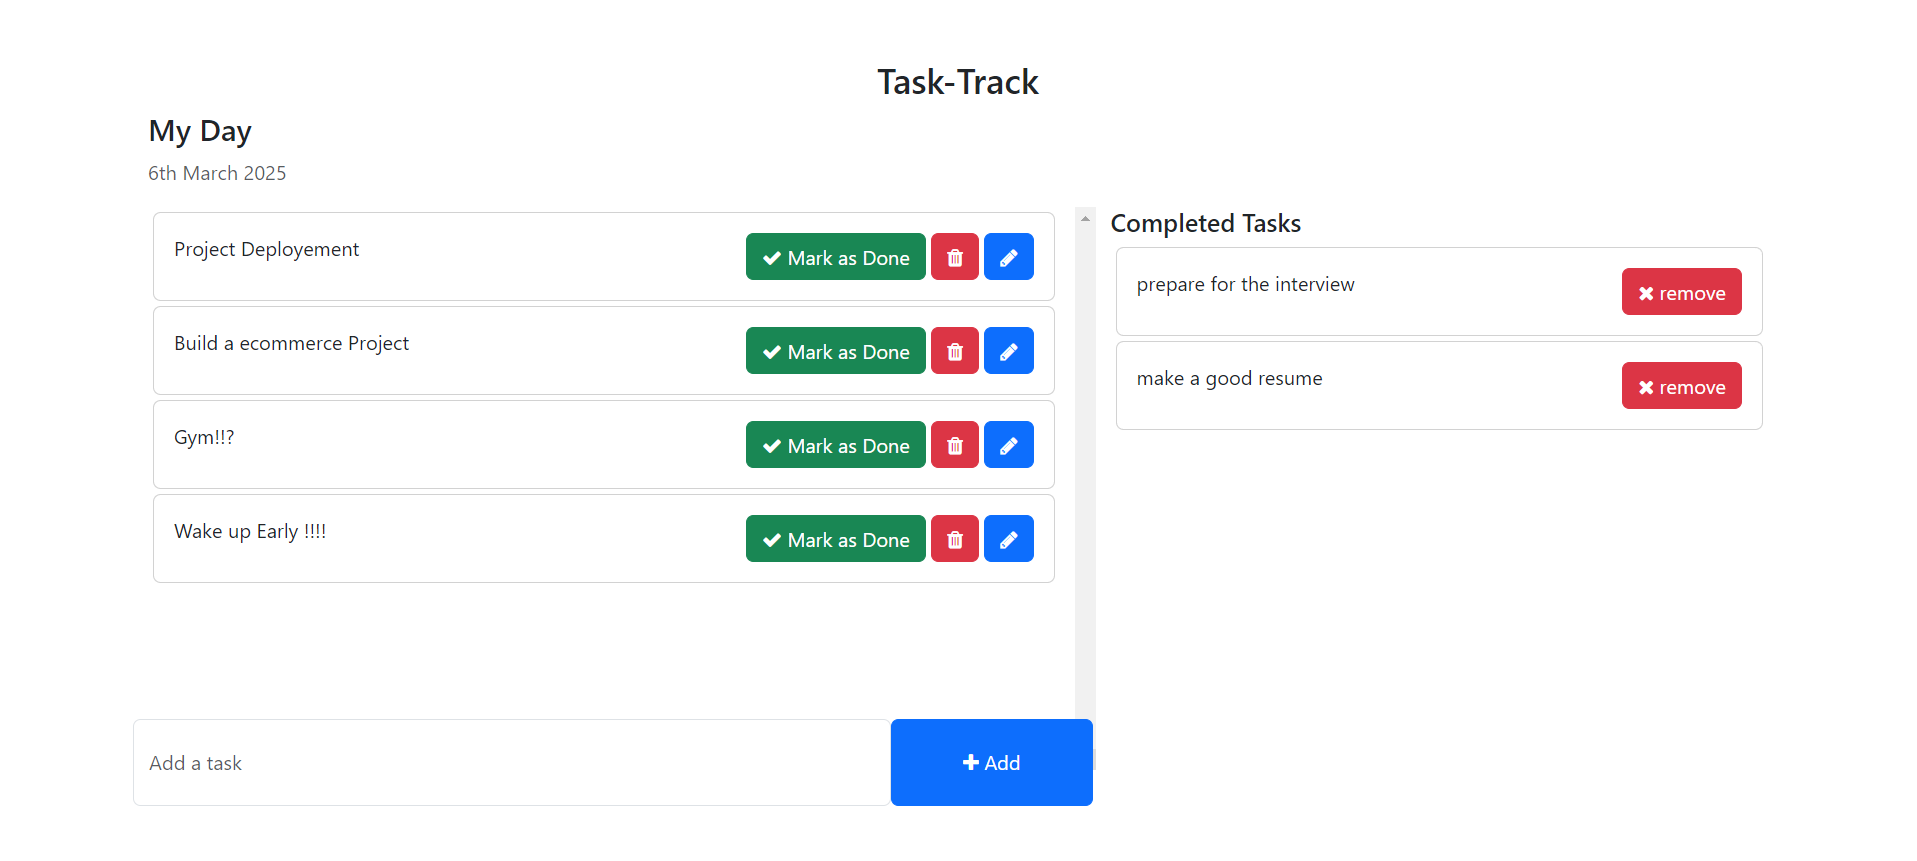 Task-Track
My Day
6th March 2025
Project Deployement
Mark as Done
Build a ecommerce Project
Mark as Done
Gym!!?
Mark as Done
Wake up Early !!!!
Mark as Done
Add a task
Add
Completed Tasks
prepare for the interview
remove
make a good resume
remove